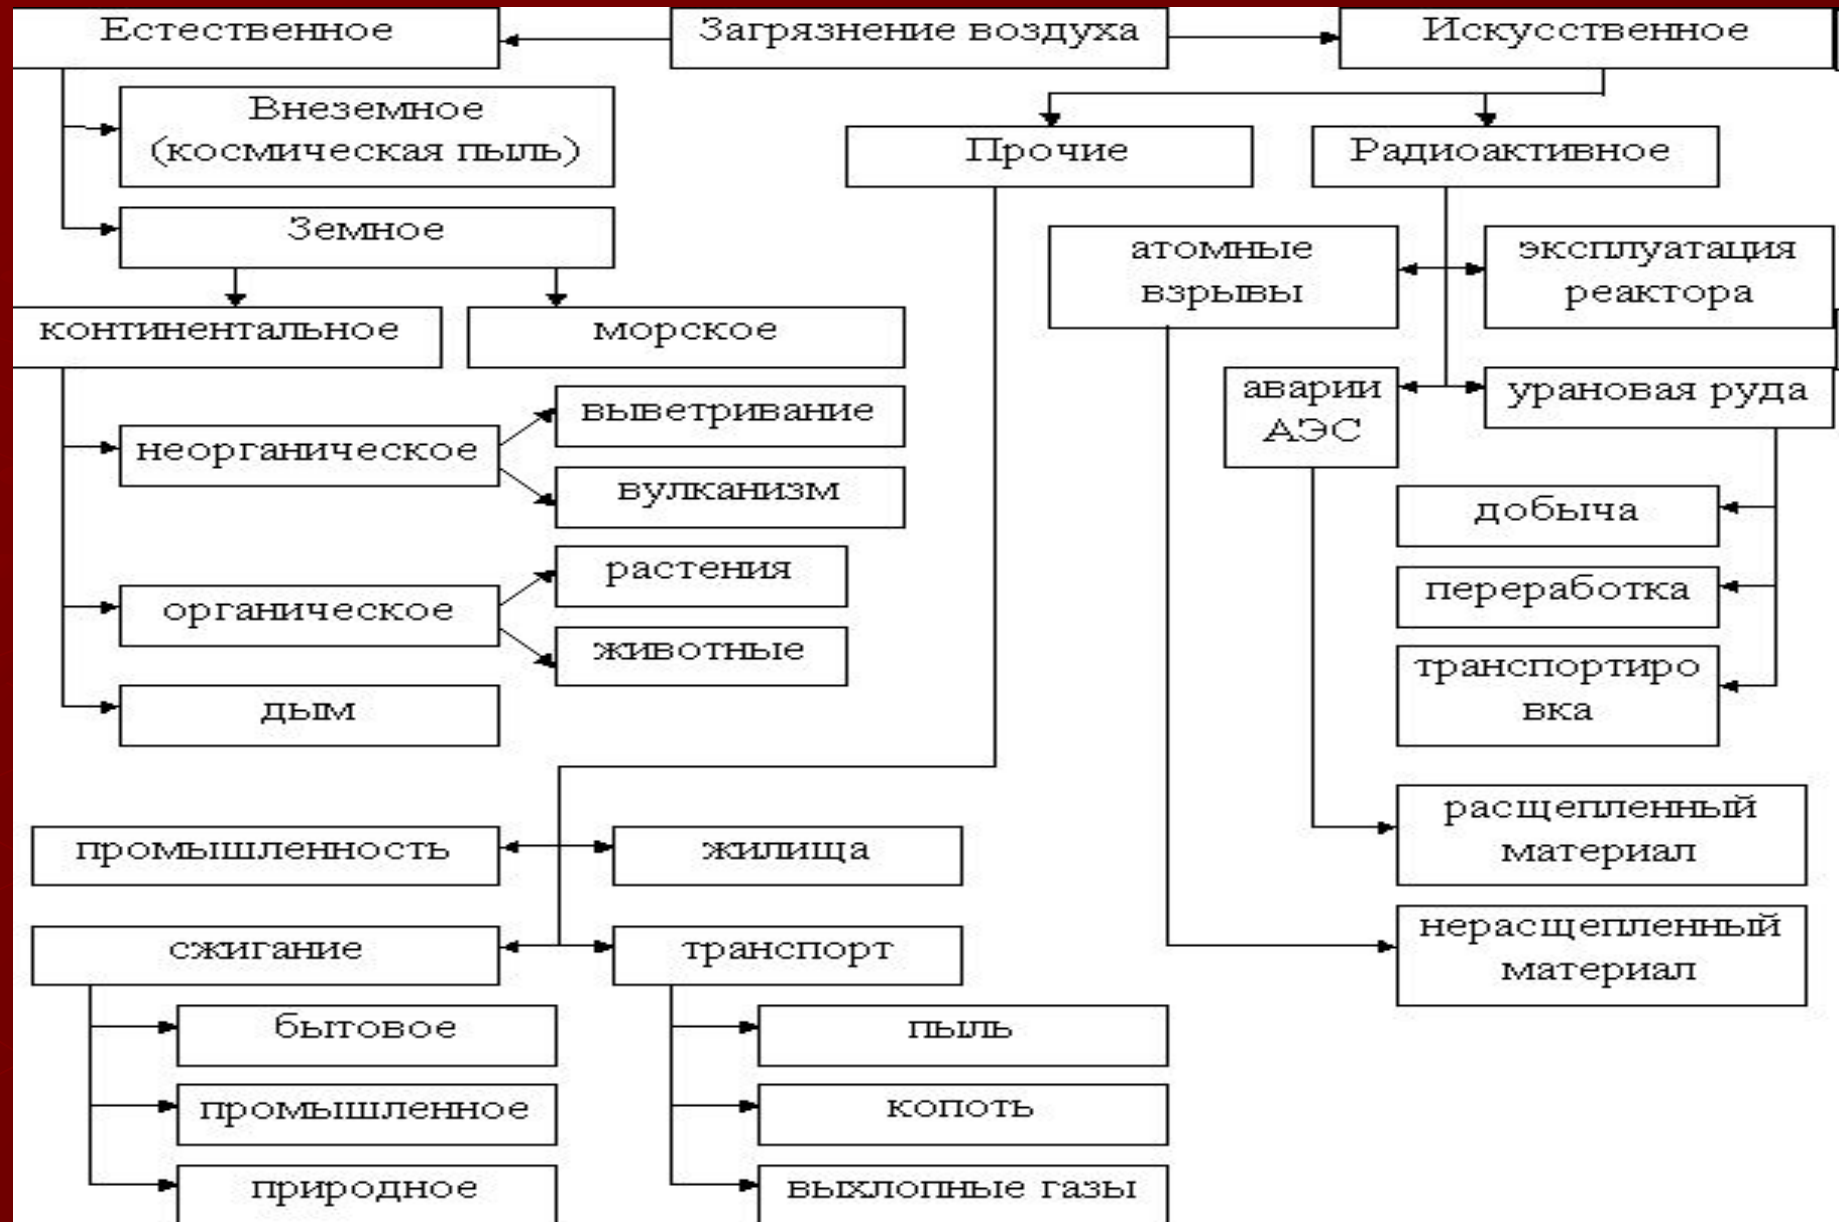 Естественное
Загрязнение воздуха
Искусственное
Внеземное
(космическая пыль)
Прочие
Радиоактивное
Земное
атомные
взрывы
эксплуатация
реактора
континентальное
морское
аварии
АЭС
урановая руда
неорганическое
выветривание
вулканизм
добыча
органическое
растения
животные
переработка
транспортиро
вка
дым
расщепленный
материал
промышленность
жилища
нерасщепленный
материал
сжигание
транспорт
бытовое
пыль
промышленное
копоть
природное
выхлопные газы